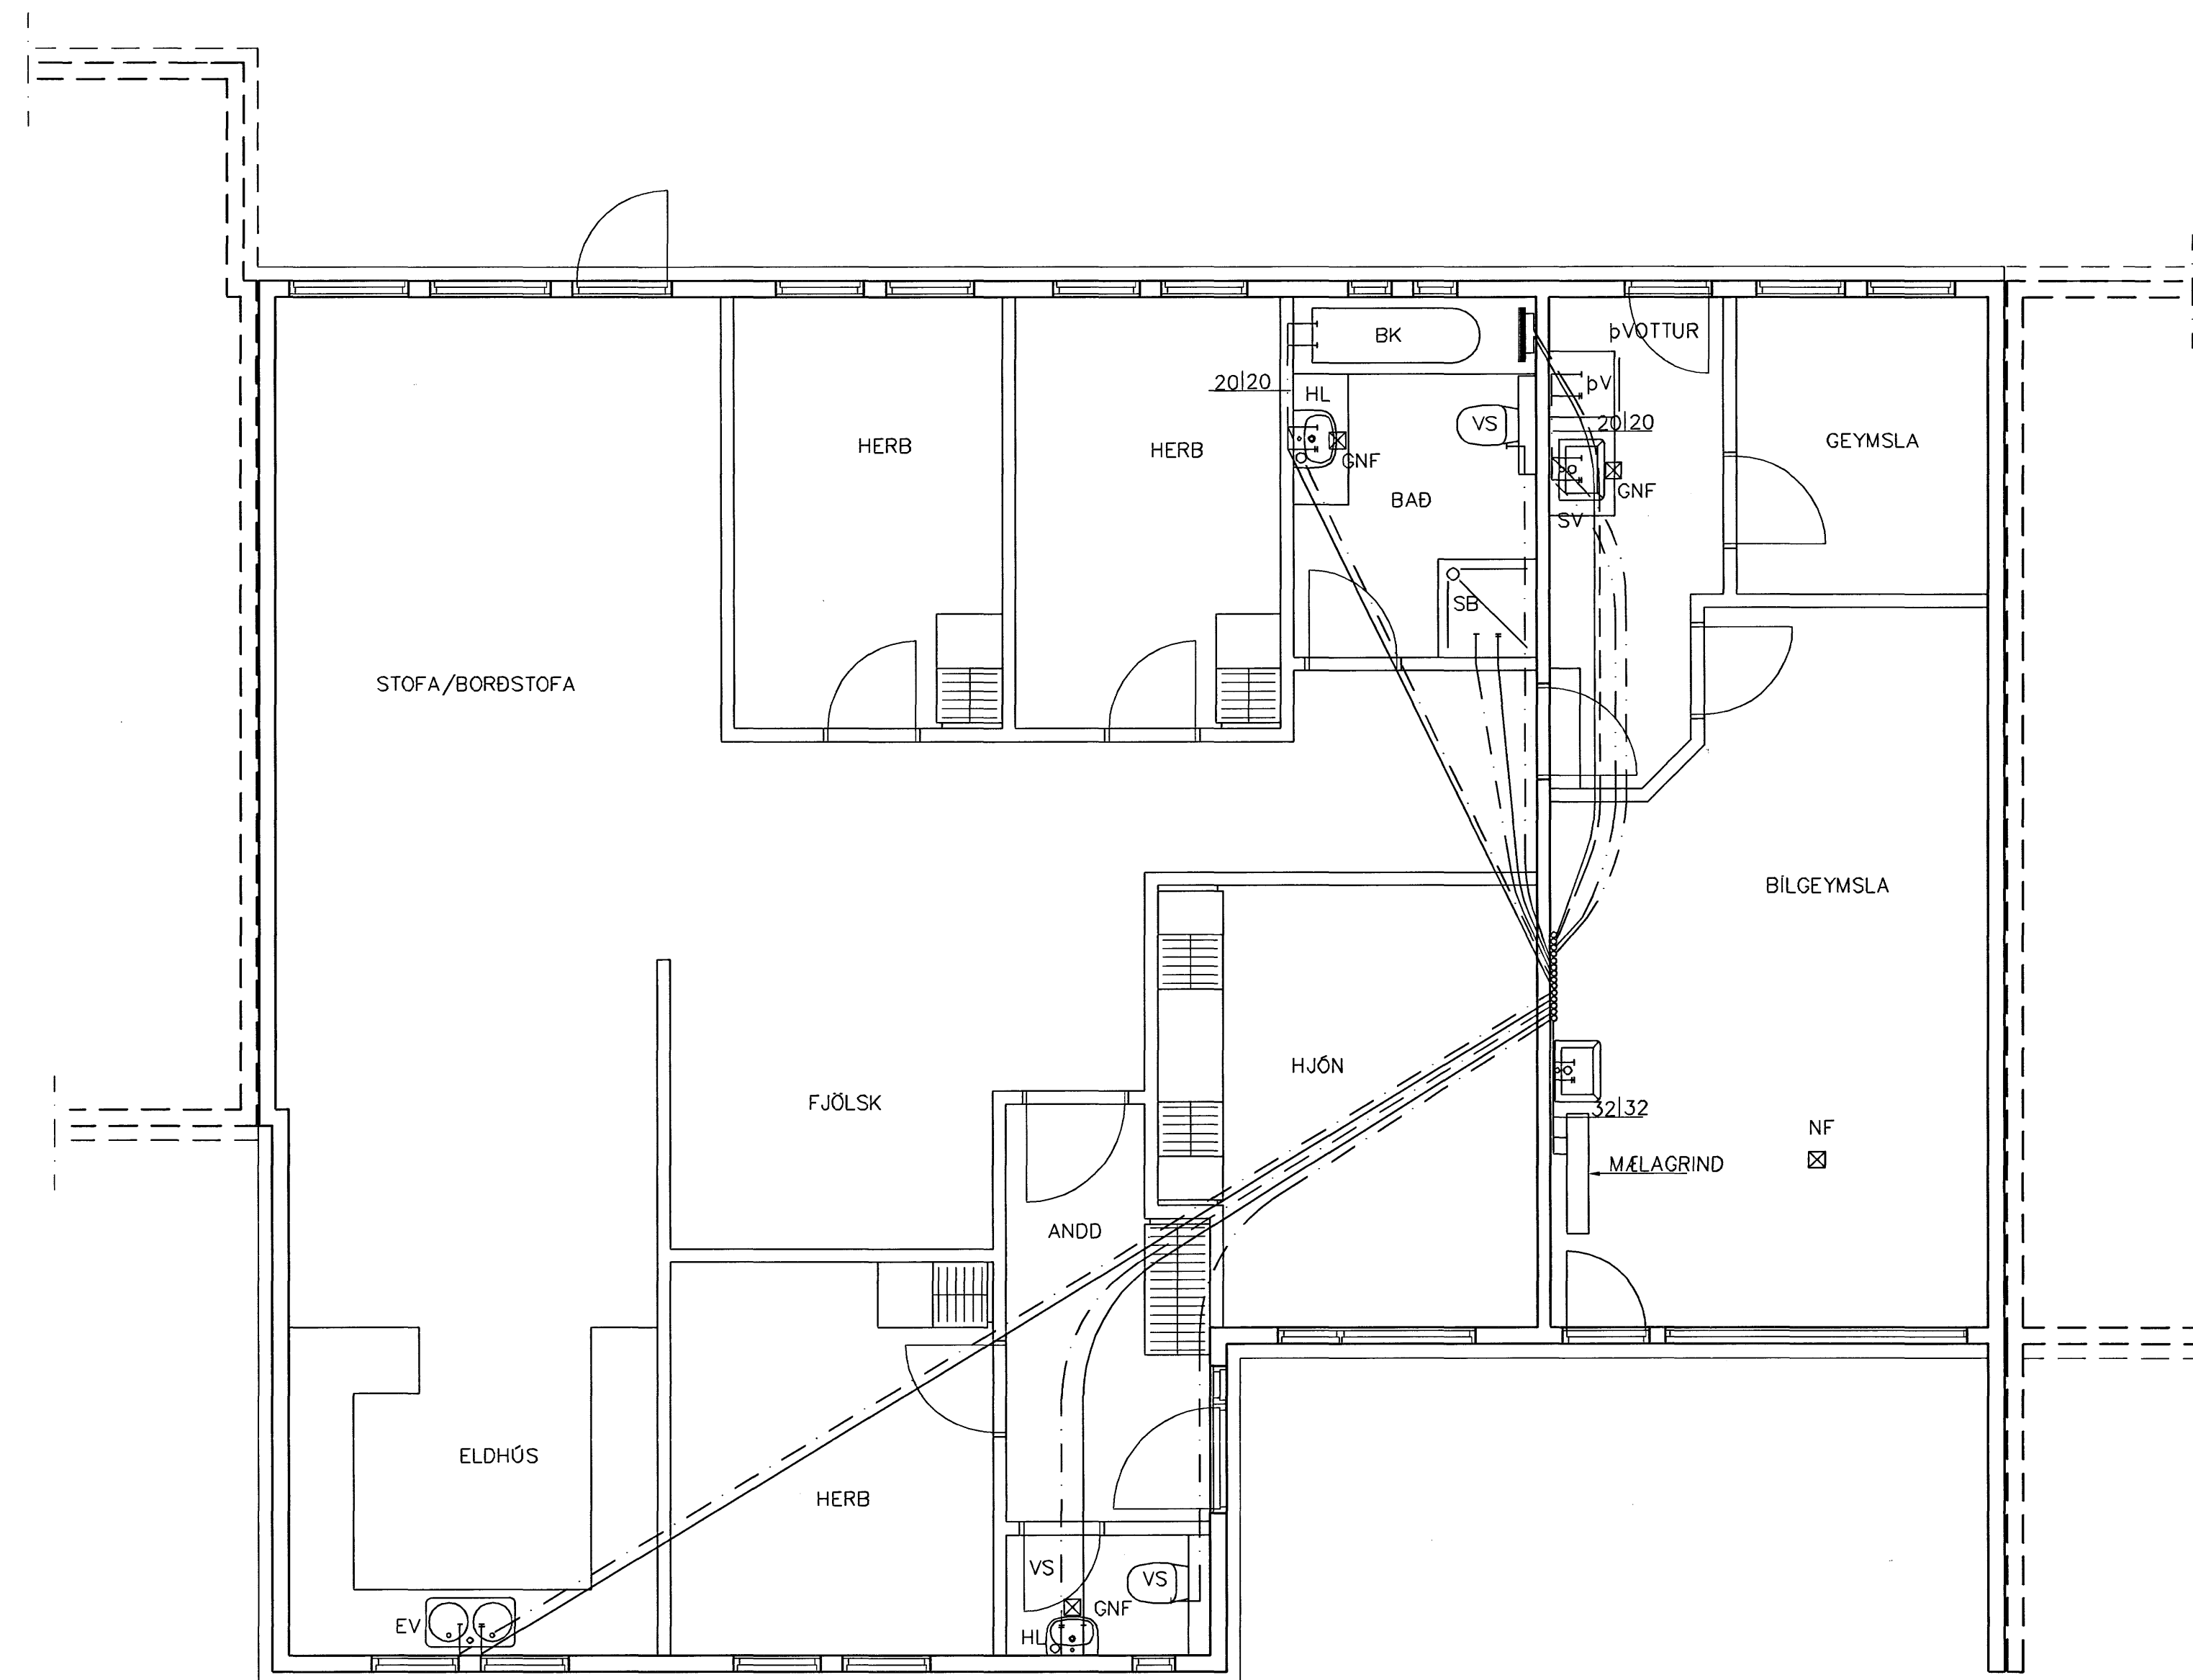 BK
ÞVOTTUR
20|20
HL
ÞV
VS
20|20
HERB
HERB
GEYMSLA
GNF
BAÐ
GNF
SV
SB
STOFA/BORÐSTOFA
BÍLGEYMSLA
HJÓN
FJÖLSK
32|32
NF
MÆLAGRIND
ANDD
ELDHÚS
HERB
VS
VS
GNF
EV
HL